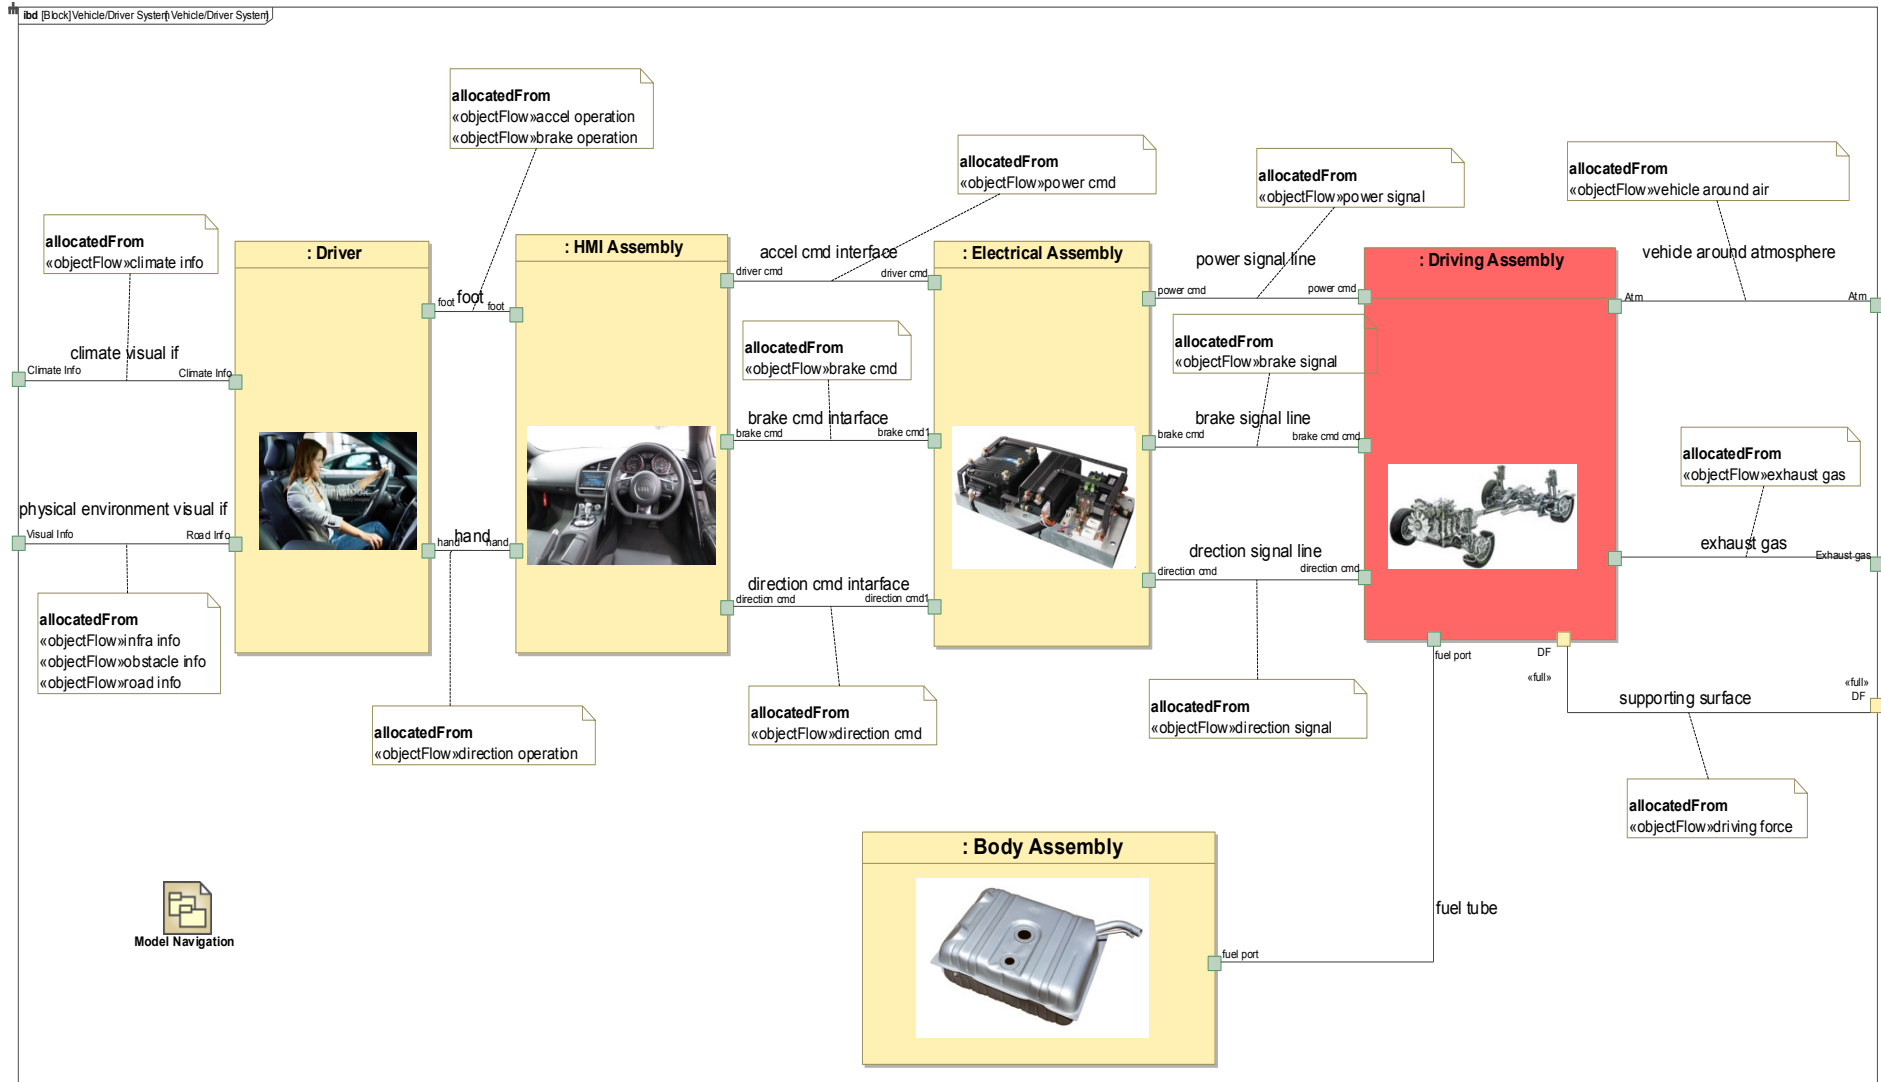 ibd [Block] Vehicle/Driver System[ Vehicle/Driver System]
allocatedFrom
«objectFlow»accel operation
«objectFlow»brake operation
allocatedFrom
«objectFlow»power cmd
allocatedFrom
«objectFlow»power signal
allocatedFrom
«objectFlow»vehicle around air
allocatedFrom
«objectFlow»climate info
: Driver
: HMI Assembly
accel cmd interface
: Electrical Assembly
power signal line
: Driving Assembly
vehicle around atmosphere
driver cmd
driver cmd
power cmd
power cmd
Atm
Atm
foot
foot
foot
allocatedFrom
«objectFlow»brake cmd
allocatedFrom
«objectFlow»brake signal
climate visual if
Climate Info
Climate Info
brake cmd intarface
brake cmd
brake cmd1
brake signal line
brake cmd
brake cmd cmd
allocatedFrom
«objectFlow»exhaust gas
physical environment visual if
Visual Info
Road Info
hand
hand
hand
exhaust gas
Exhaust gas
direction cmd intarface
direction cmd
direction cmd1
drection signal line
direction cmd
direction cmd
allocatedFrom
«objectFlow»infra info
«objectFlow»obstacle info
«objectFlow»road info
fuel port
DF
«full»
«full»
DF
supporting surface
allocatedFrom
«objectFlow»direction operation
allocatedFrom
«objectFlow»direction cmd
allocatedFrom
«objectFlow»direction signal
allocatedFrom
«objectFlow»driving force
: Body Assembly
fuel tube
fuel port
Model Navigation